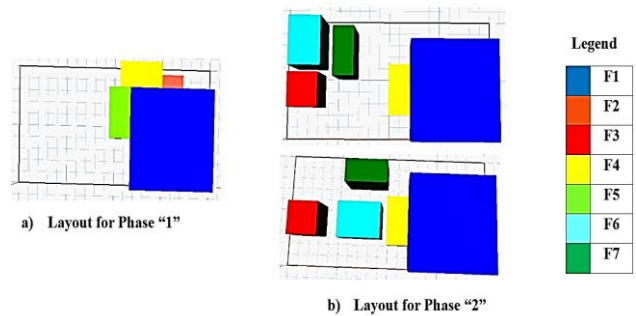 a) Layout for Phase “1”
b) Layout for Phase “2”
Legend
F1
F2
F3
F4
F5
F6
F7